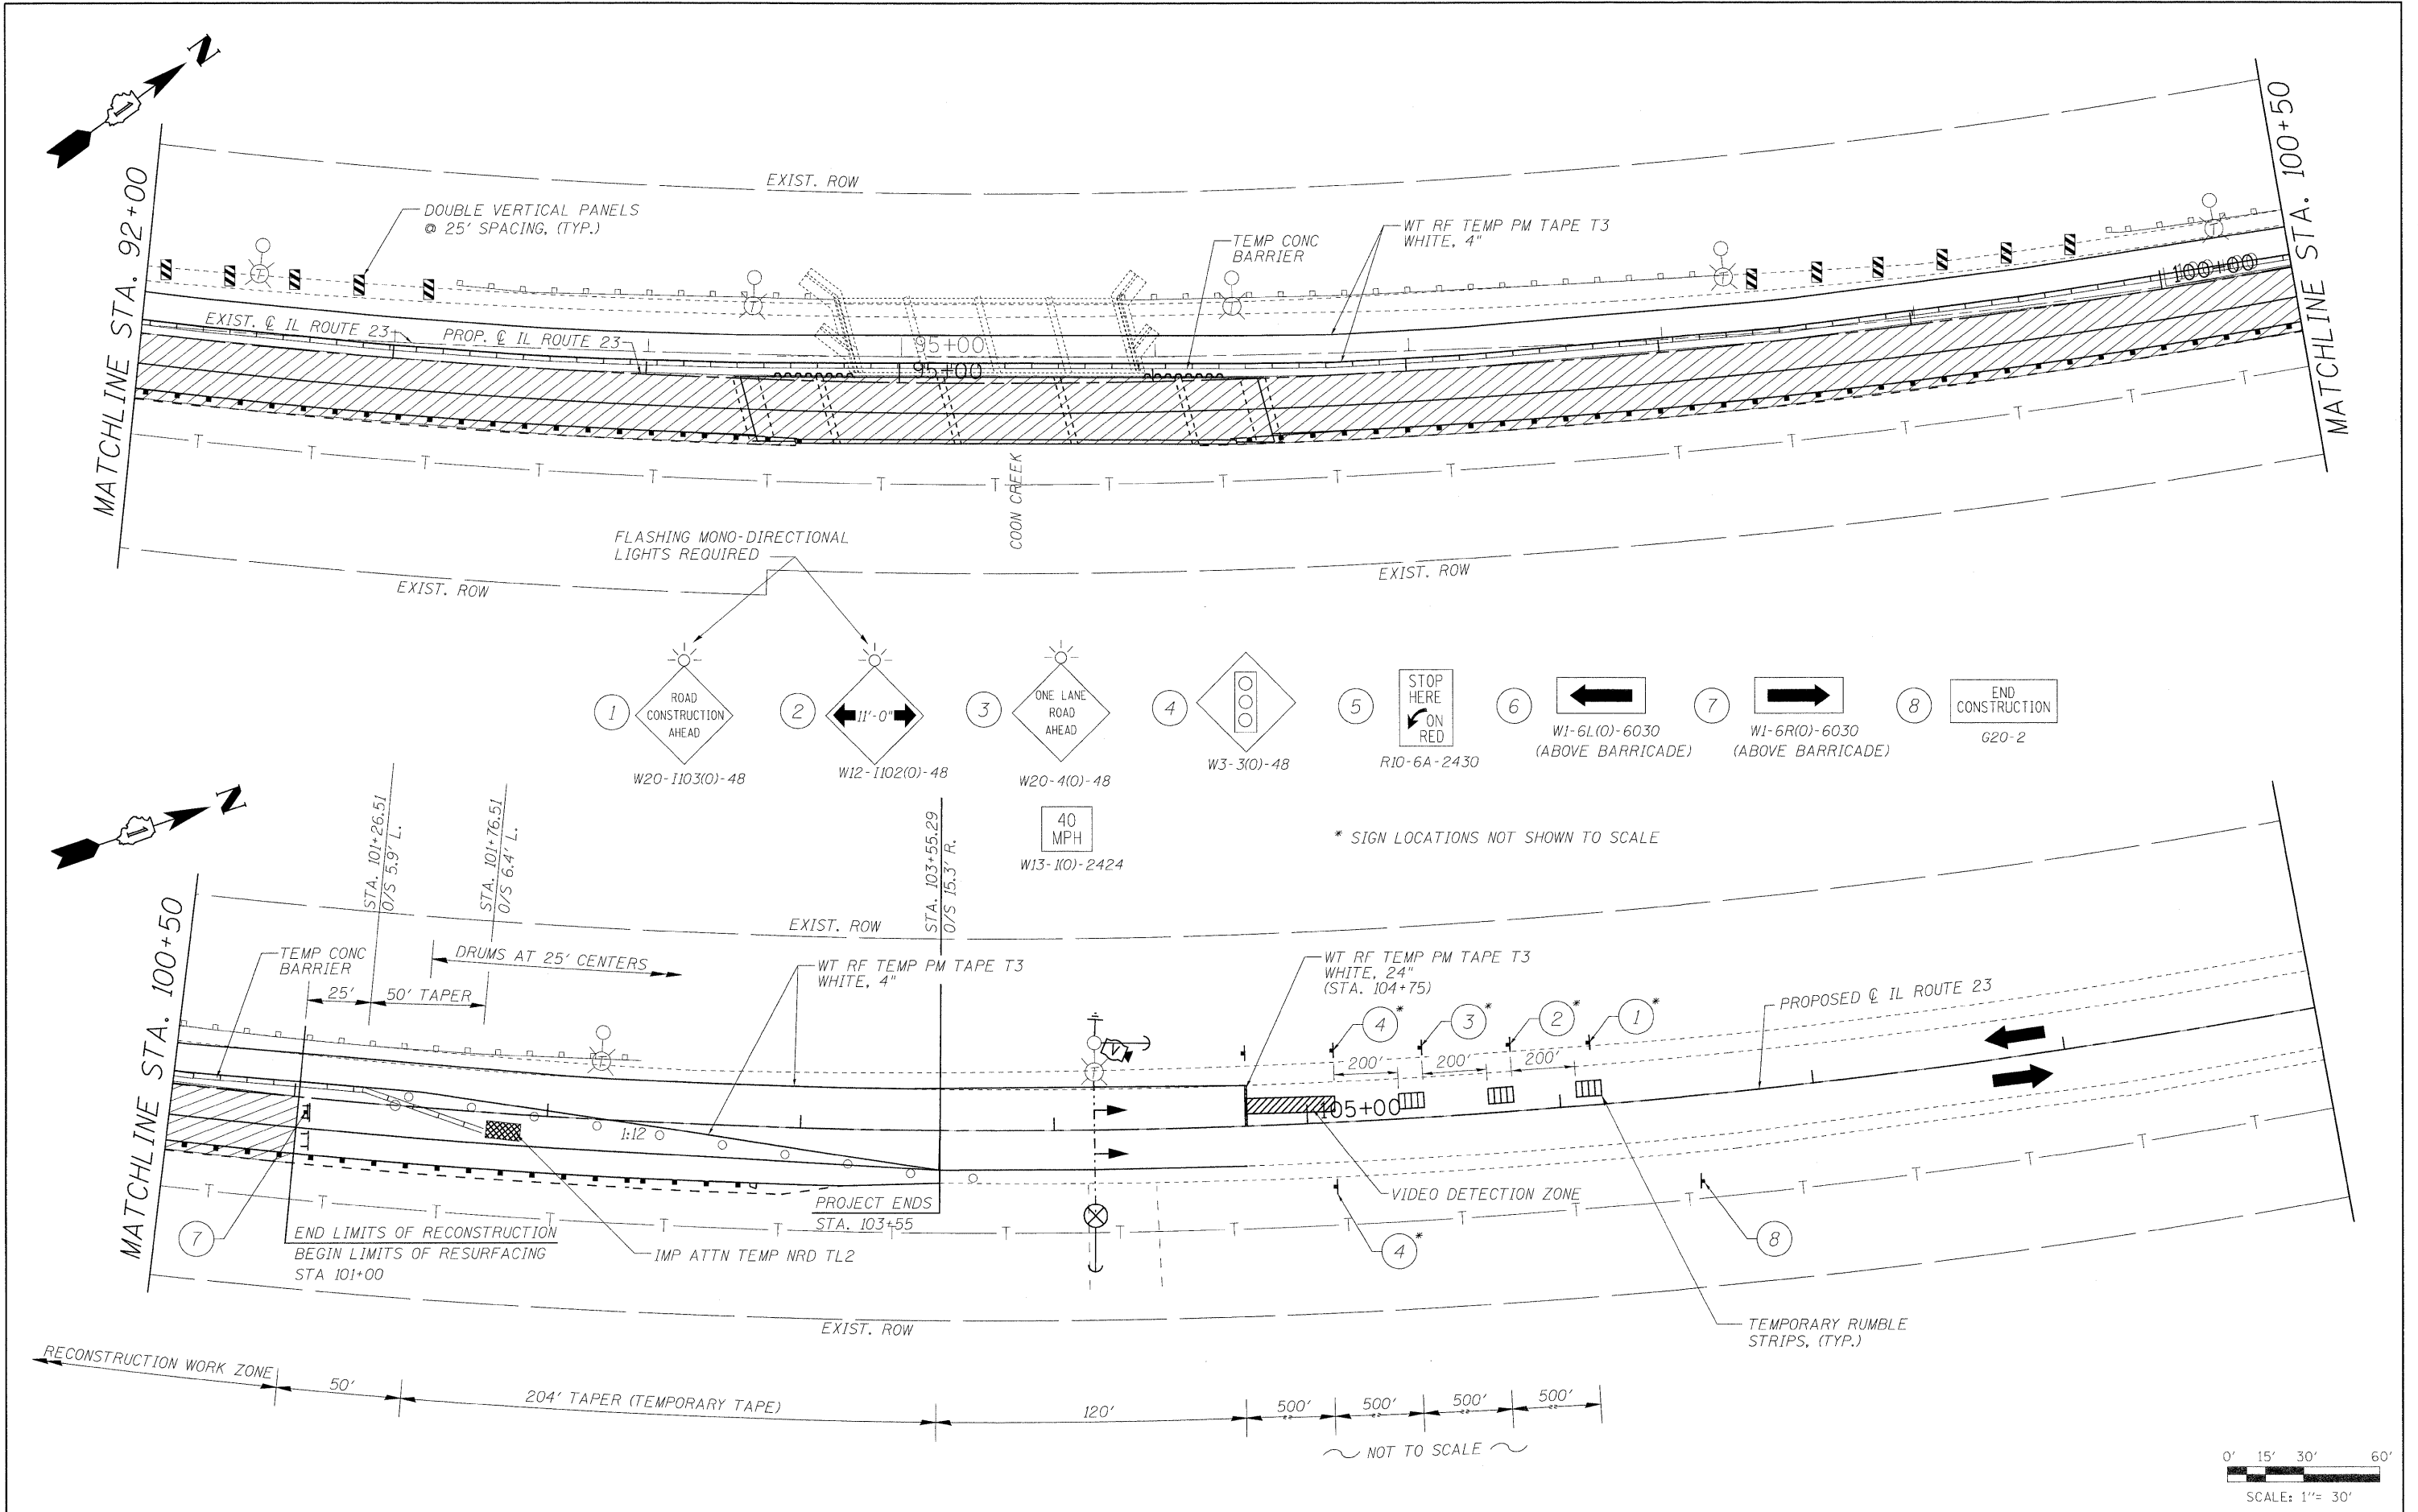 N
MATCHLINE STA. 92+00
EXIST. ROW
DOUBLE VERTICAL PANELS
@ 25' SPACING, (TYP.)
TEMP CONC
BARRIER
WT RF TEMP PM TAPE T3
WHITE, 4"
MATCHLINE STA. 100+50
100+00
EXIST. ℄ IL ROUTE 23
PROP. ℄ IL ROUTE 23
95+00
95+00
T T T T T
COON CREEK
EXIST. ROW
EXIST. ROW
FLASHING MONO-DIRECTIONAL
LIGHTS REQUIRED
1
ROAD
CONSTRUCTION
AHEAD
W20-I103(O)-48
2
11'-0"
W12-I102(O)-48
3
ONE LANE
ROAD
AHEAD
W20-4(O)-48
40
MPH
W13-1(O)-2424
4
W3-3(O)-48
5
STOP
HERE
ON
RED
R10-6A-2430
6
W1-6L(O)-6030
(ABOVE BARRICADE)
7
W1-6R(O)-6030
(ABOVE BARRICADE)
8
END
CONSTRUCTION
G20-2
* SIGN LOCATIONS NOT SHOWN TO SCALE
N
MATCHLINE STA. 100+50
STA. 101+26.51
O/S 5.9' L.
STA. 101+76.51
O/S 6.4' L.
STA. 103+55.29
O/S 15.3' R.
EXIST. ROW
TEMP CONC
BARRIER
DRUMS AT 25' CENTERS
25'
50' TAPER
WT RF TEMP PM TAPE T3
WHITE, 4"
WT RF TEMP PM TAPE T3
WHITE, 24"
(STA. 104+75)
4*
3*
2*
1*
200'
200'
200'
PROPOSED ℄ IL ROUTE 23
105+00
1:12
VIDEO DETECTION ZONE
PROJECT ENDS
STA. 103+55
7
END LIMITS OF RECONSTRUCTION
BEGIN LIMITS OF RESURFACING
STA 101+00
IMP ATTN TEMP NRD TL2
4*
8
TEMPORARY RUMBLE
STRIPS, (TYP.)
EXIST. ROW
RECONSTRUCTION WORK ZONE
50'
204' TAPER (TEMPORARY TAPE)
120'
500'
500'
500'
500'
NOT TO SCALE
0' 15' 30' 60'
SCALE: 1"= 30'